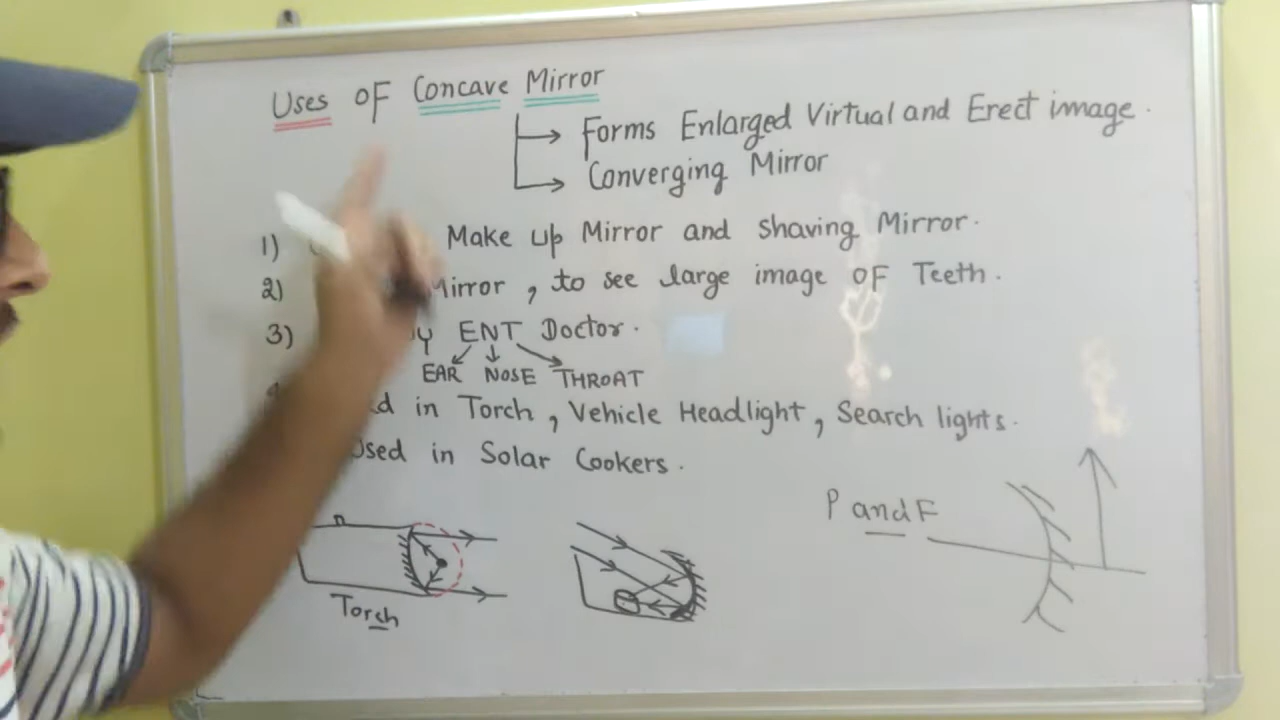 Uses OF Concave Mirror
Forms Enlarged Virtual and Erect image.
Converging Mirror
1) Make up Mirror and shaving Mirror.
2) Mirror, to see large image OF Teeth.
3) ENT Doctor.
EAR NOSE THROAT
in Torch, Vehicle Headlight, Search lights.
Used in Solar Cookers.
P and F
Torch